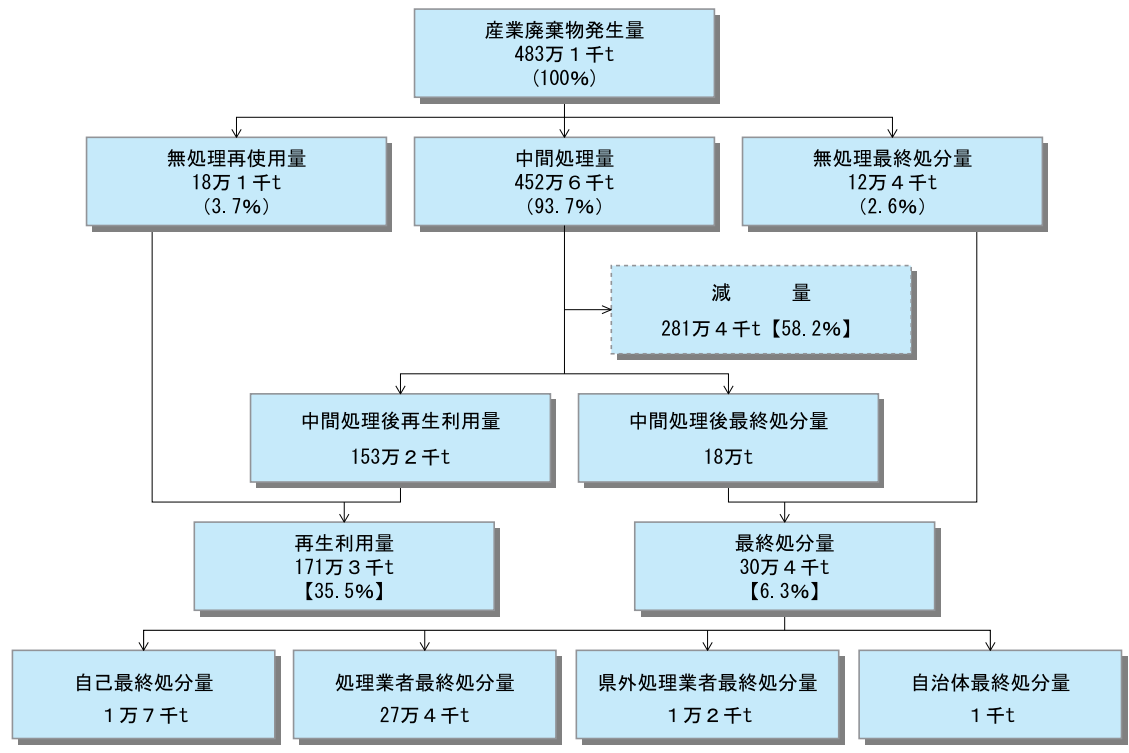 産業廃棄物発生量
483万１千t
(100%)
無処理再使用量
18万１千t
(3.7%)
中間処理量
452万６千t
(93.7%)
無処理最終処分量
12万４千t
(2.6%)
減　　　量
281万４千t【58.2%】
中間処理後再生利用量
153万２千t
中間処理後最終処分量
18万t
再生利用量
171万３千t
【35.5%】
最終処分量
30万４千t
【6.3%】
自己最終処分量
１万７千t
処理業者最終処分量
27万４千t
県外処理業者最終処分量
１万２千t
自治体最終処分量
１千t